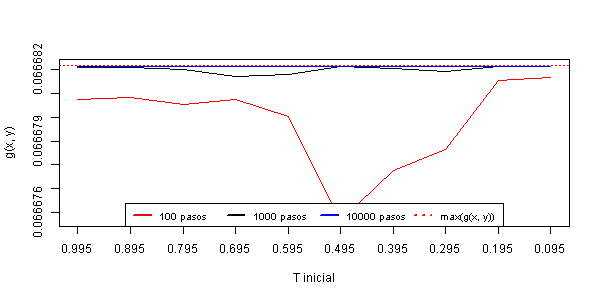 0.066682
0.066679
0.066676
g(x, y)
100 pasos 1000 pasos 10000 pasos max(g(x, y))
0.995 0.895 0.795 0.695 0.595 0.495 0.395 0.295 0.195 0.095
T inicial